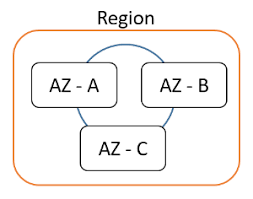 Region
AZ - A
AZ - B
AZ - C